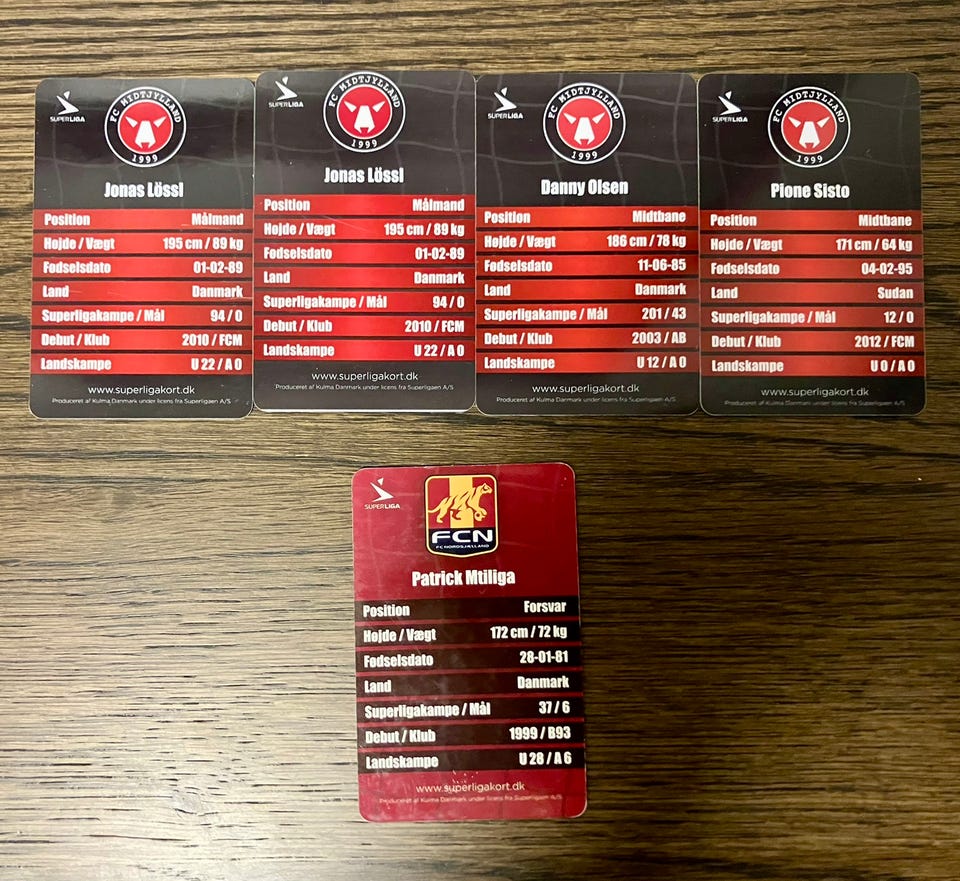 SUPERLIGA
FC MIDTJYLLAND
1999
Jonas Lössl
Position Målmand
Højde / Vægt 195 cm / 89 kg
Fødselsdato 01-02-89
Land Danmark
Superligakampe / Mål 94 / 0
Debut / Klub 2010 / FCM
Landskampe U 22 / A 0
www.superligakort.dk
Produceret af Kulma Danmark under licens fra Superligaen A/S
SUPERLIGA
FC MIDTJYLLAND
1999
Jonas Lössl
Position Målmand
Højde / Vægt 195 cm / 89 kg
Fødselsdato 01-02-89
Land Danmark
Superligakampe / Mål 94 / 0
Debut / Klub 2010 / FCM
Landskampe U 22 / A 0
www.superligakort.dk
Produceret af Kulma Danmark under licens fra Superligaen A/S
SUPERLIGA
FC MIDTJYLLAND
1999
Danny Olsen
Position Midtbane
Højde / Vægt 186 cm / 78 kg
Fødselsdato 11-06-85
Land Danmark
Superligakampe / Mål 201 / 43
Debut / Klub 2003 / AB
Landskampe U 12 / A 0
www.superligakort.dk
Produceret af Kulma Danmark under licens fra Superligaen A/S
SUPERLIGA
FC MIDTJYLLAND
1999
Pione Sisto
Position Midtbane
Højde / Vægt 171 cm / 64 kg
Fødselsdato 04-02-95
Land Sudan
Superligakampe / Mål 12 / 0
Debut / Klub 2012 / FCM
Landskampe U 0 / A 0
www.superligakort.dk
Produceret af Kulma Danmark under licens fra Superligaen A/S
SUPERLIGA
FCN
FC NORDSJÆLLAND
Patrick Mtiliga
Position Forsvar
Højde / Vægt 172 cm / 72 kg
Fødselsdato 28-01-81
Land Danmark
Superligakampe / Mål 37 / 6
Debut / Klub 1999 / B93
Landskampe U 28 / A 6
www.superligakort.dk
Produceret af Kulma Danmark under licens fra Superligaen A/S